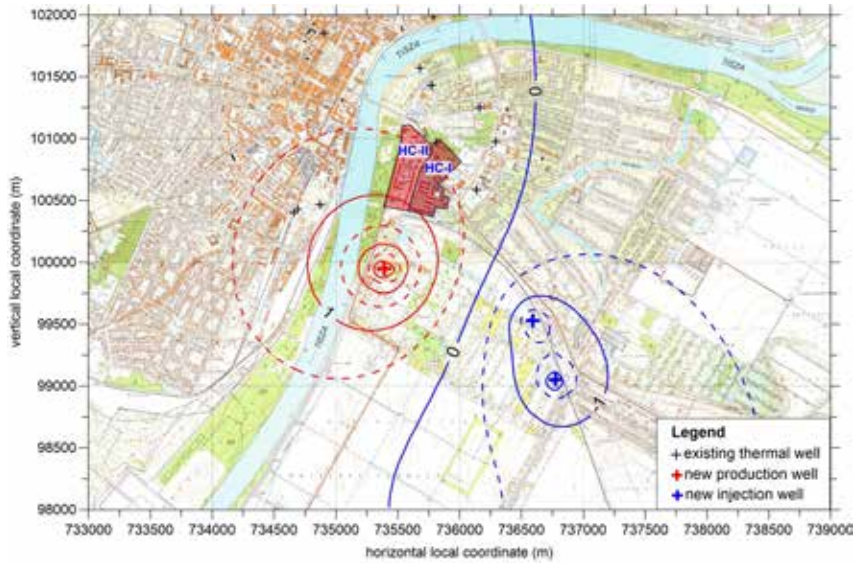 102000
101500
101000
100500
100000
99500
99000
98500
98000
vertical local coordinate (m)
TISZA
TISZA
TISZA
0
HC-II
HC-I
1
0
-1
Legend
existing thermal well
new production well
new injection well
733000 733500 734000 734500 735000 735500 736000 736500 737000 737500 738000 738500 739000
horizontal local coordinate (m)